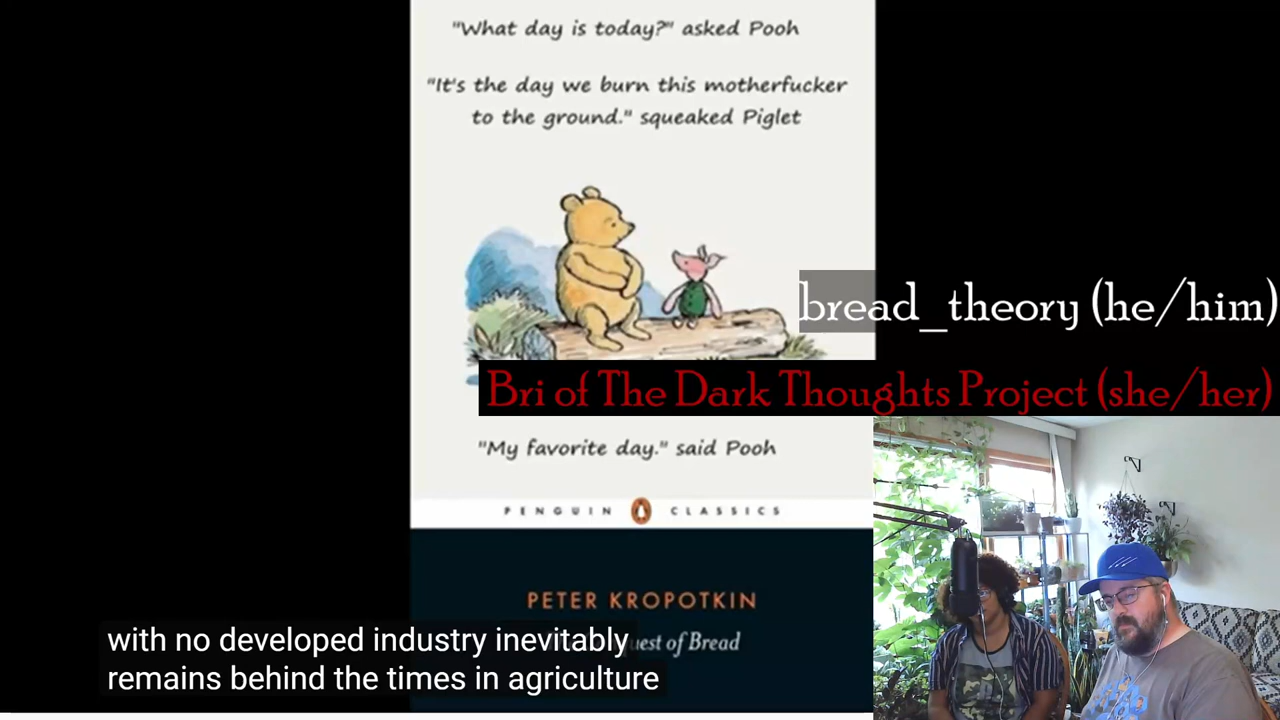 "What day is today?" asked Pooh
"It's the day we burn this motherfucker
to the ground." squeaked Piglet
bread_theory (he/him)
Bri of The Dark Thoughts Project (she/her)
"My favorite day." said Pooh
PENGUIN CLASSICS
PETER KROPOTKIN
of Bread
with no developed industry inevitably
remains behind the times in agriculture